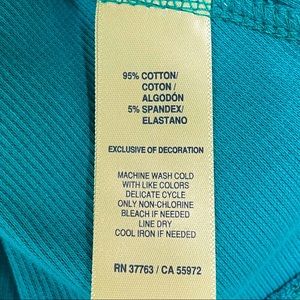 95% COTTON/
COTON /
ALGODÓN
5% SPANDEX/
ELASTANO
EXCLUSIVE OF DECORATION
MACHINE WASH COLD
WITH LIKE COLORS
DELICATE CYCLE
ONLY NON-CHLORINE
BLEACH IF NEEDED
LINE DRY
COOL IRON IF NEEDED
RN 37763 / CA 55972